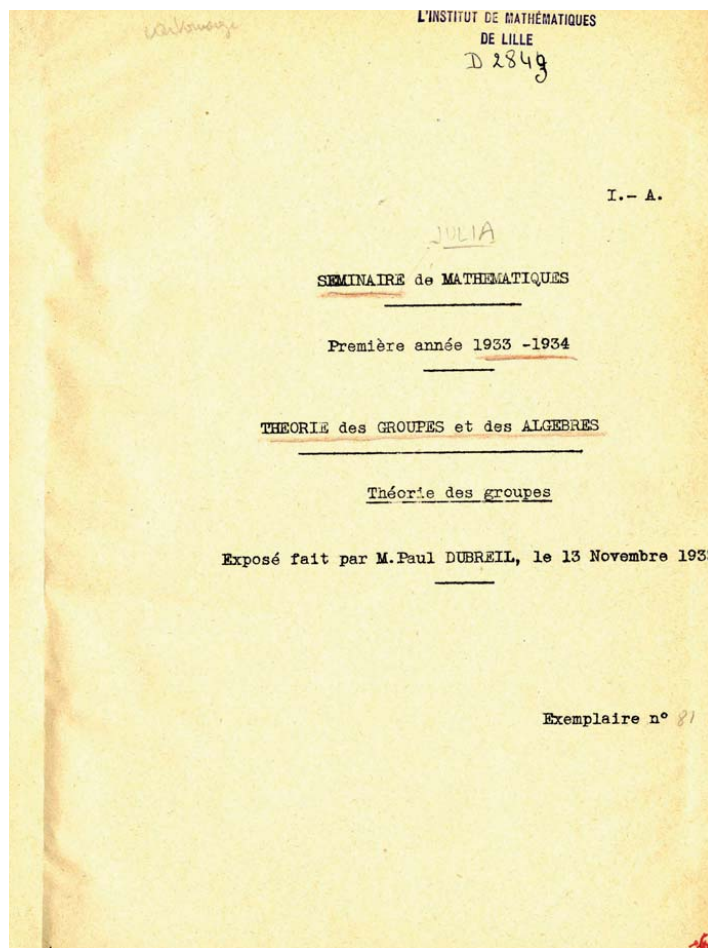 L'INSTITUT DE MATHÉMATIQUES
DE LILLE
D 2849
I.- A.
JULIA
SEMINAIRE de MATHEMATIQUES
Première année 1933 -1934
THEORIE des GROUPES et des ALGEBRES
Théorie des groupes
Exposé fait par M.Paul DUBREIL, le 13 Novembre 193
Exemplaire n° 81